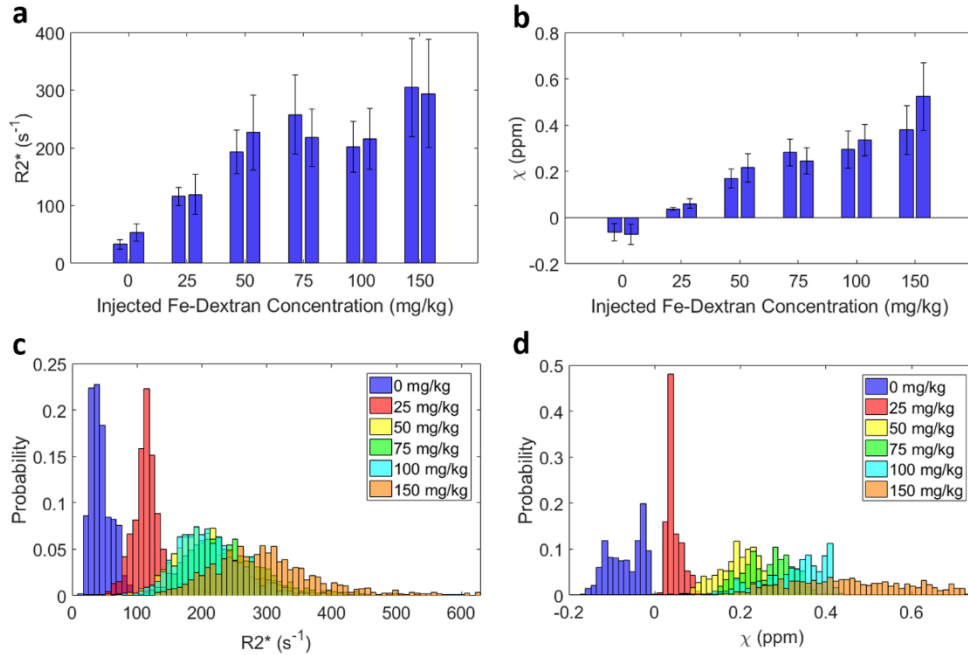 a
R2* (s⁻¹)
400
300
200
100
0
0 25 50 75 100 150
Injected Fe-Dextran Concentration (mg/kg)
b
χ (ppm)
0.8
0.6
0.4
0.2
0
-0.2
0 25 50 75 100 150
Injected Fe-Dextran Concentration (mg/kg)
c
Probability
0.25
0.2
0.15
0.1
0.05
0
0 100 200 300 400 500 600
R2* (s⁻¹)
0 mg/kg
25 mg/kg
50 mg/kg
75 mg/kg
100 mg/kg
150 mg/kg
d
Probability
0.5
0.4
0.3
0.2
0.1
0
-0.2 0 0.2 0.4 0.6
χ (ppm)
0 mg/kg
25 mg/kg
50 mg/kg
75 mg/kg
100 mg/kg
150 mg/kg